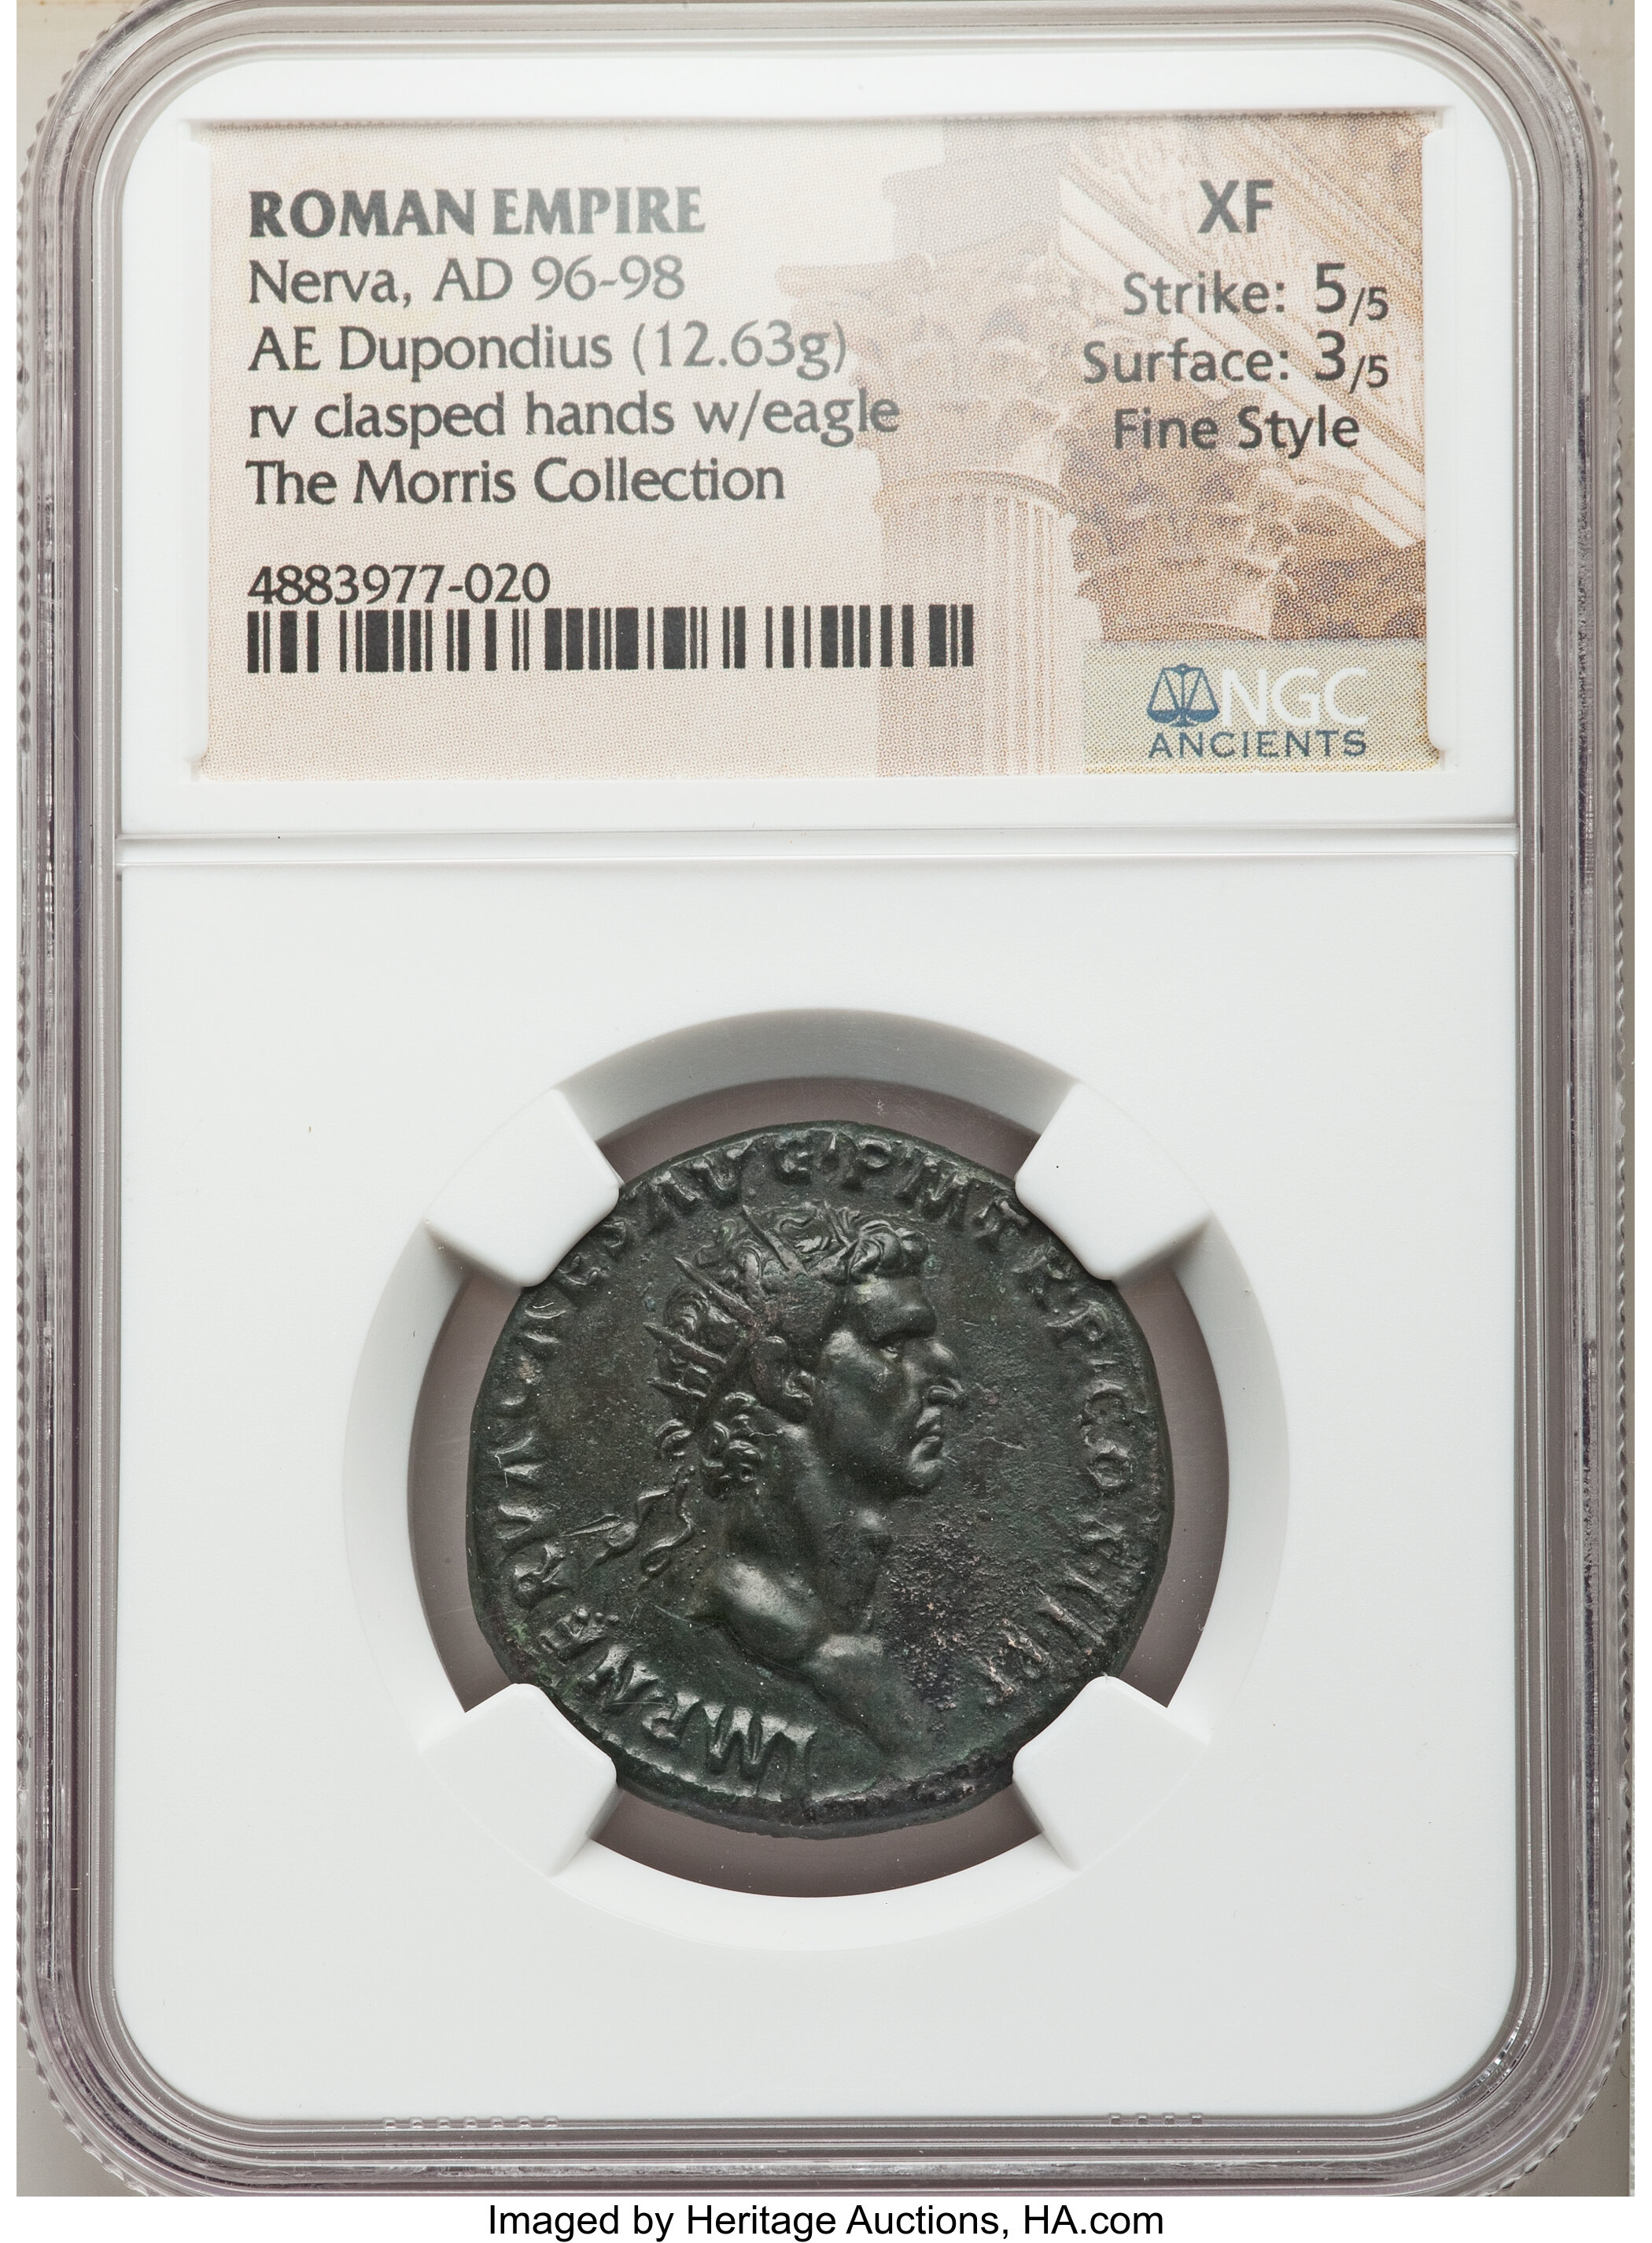 ROMAN EMPIRE
Nerva, AD 96-98
AE Dupondius (12.63g)
rv clasped hands w/eagle
The Morris Collection
4883977-020
XF
Strike: 5/5
Surface: 3/5
Fine Style
NGC
ANCIENTS
IMP NERVA CAES AVG P M TR P COS
Imaged by Heritage Auctions, HA.com